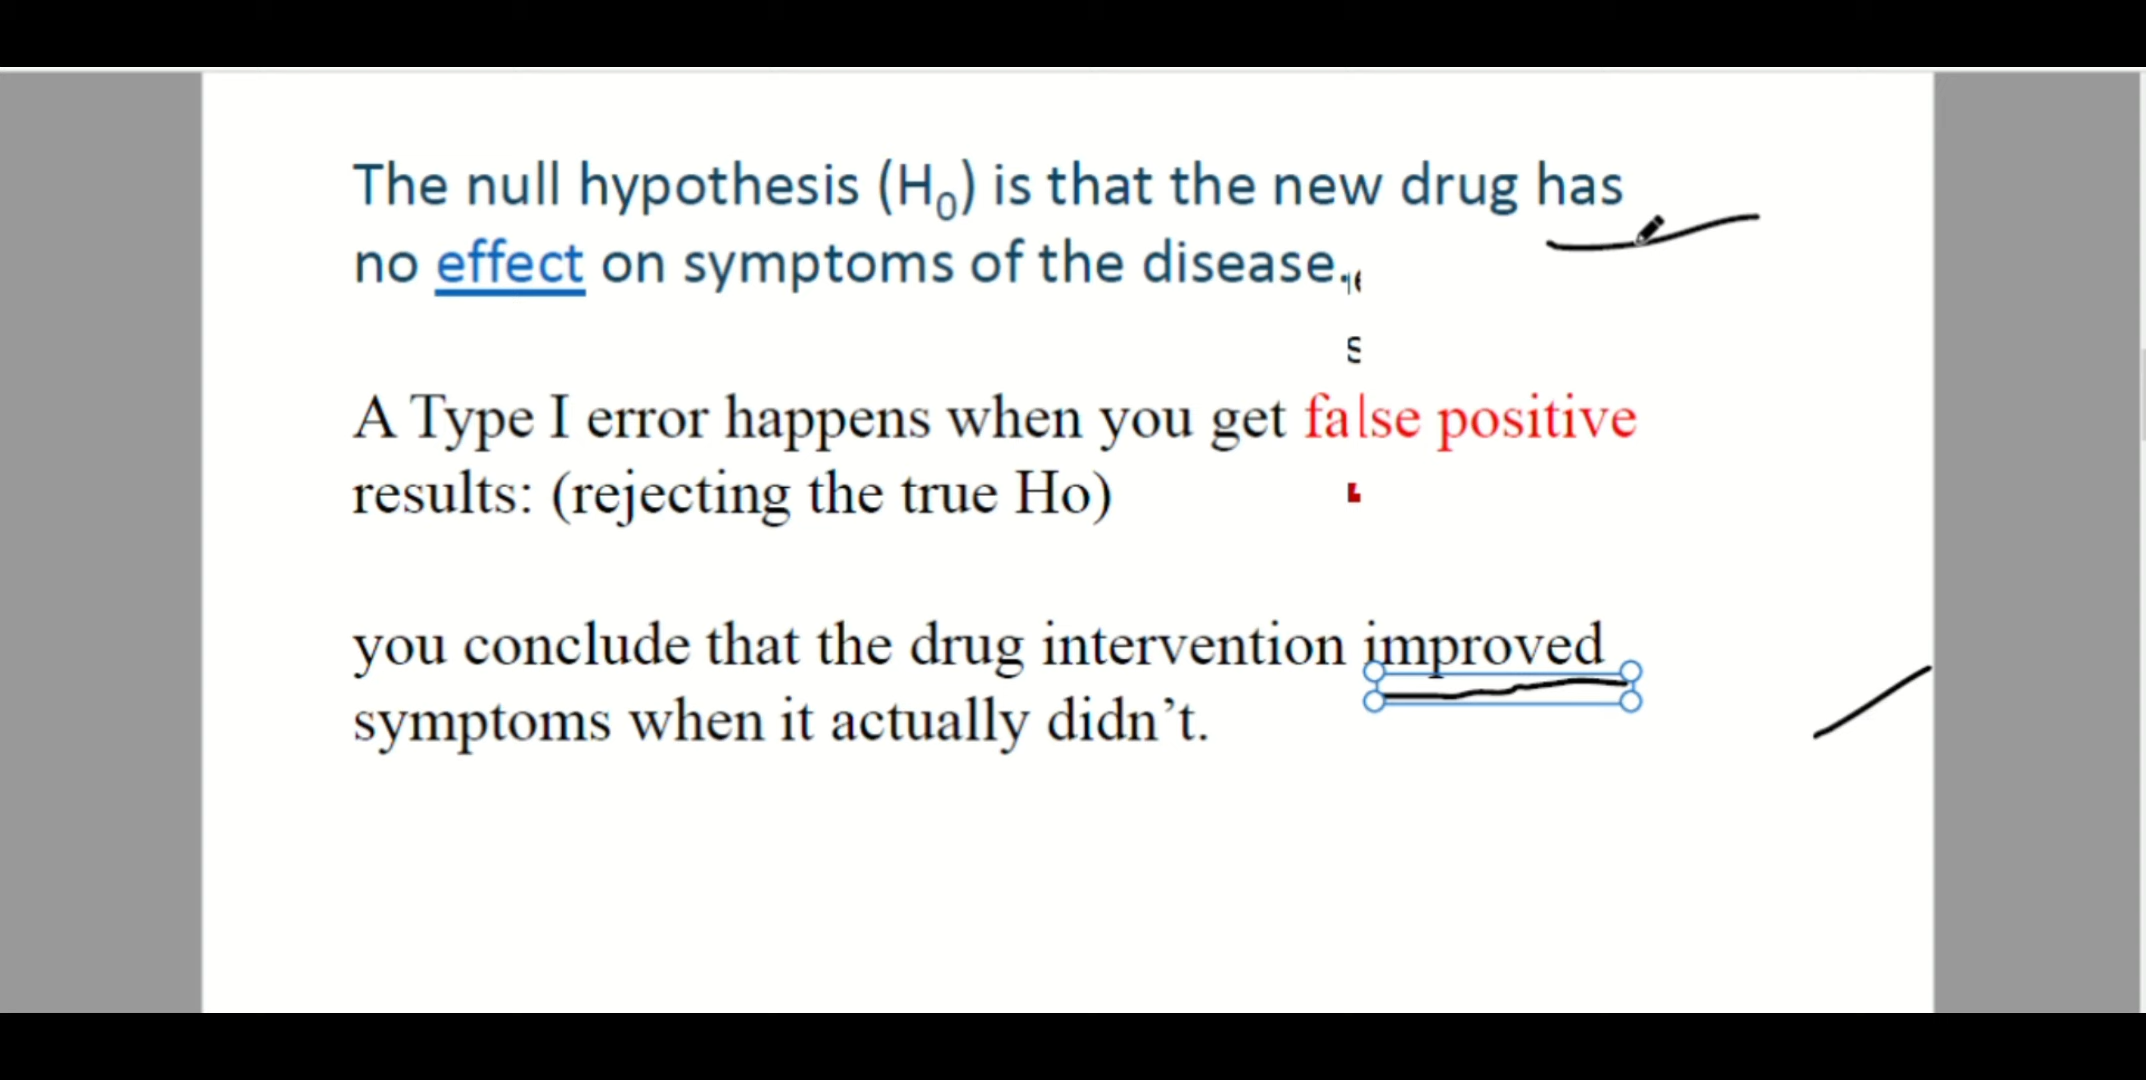 The null hypothesis (H₀) is that the new drug has
no effect on symptoms of the disease.
A Type I error happens when you get false positive
results: (rejecting the true Ho)
you conclude that the drug intervention improved
symptoms when it actually didn’t.